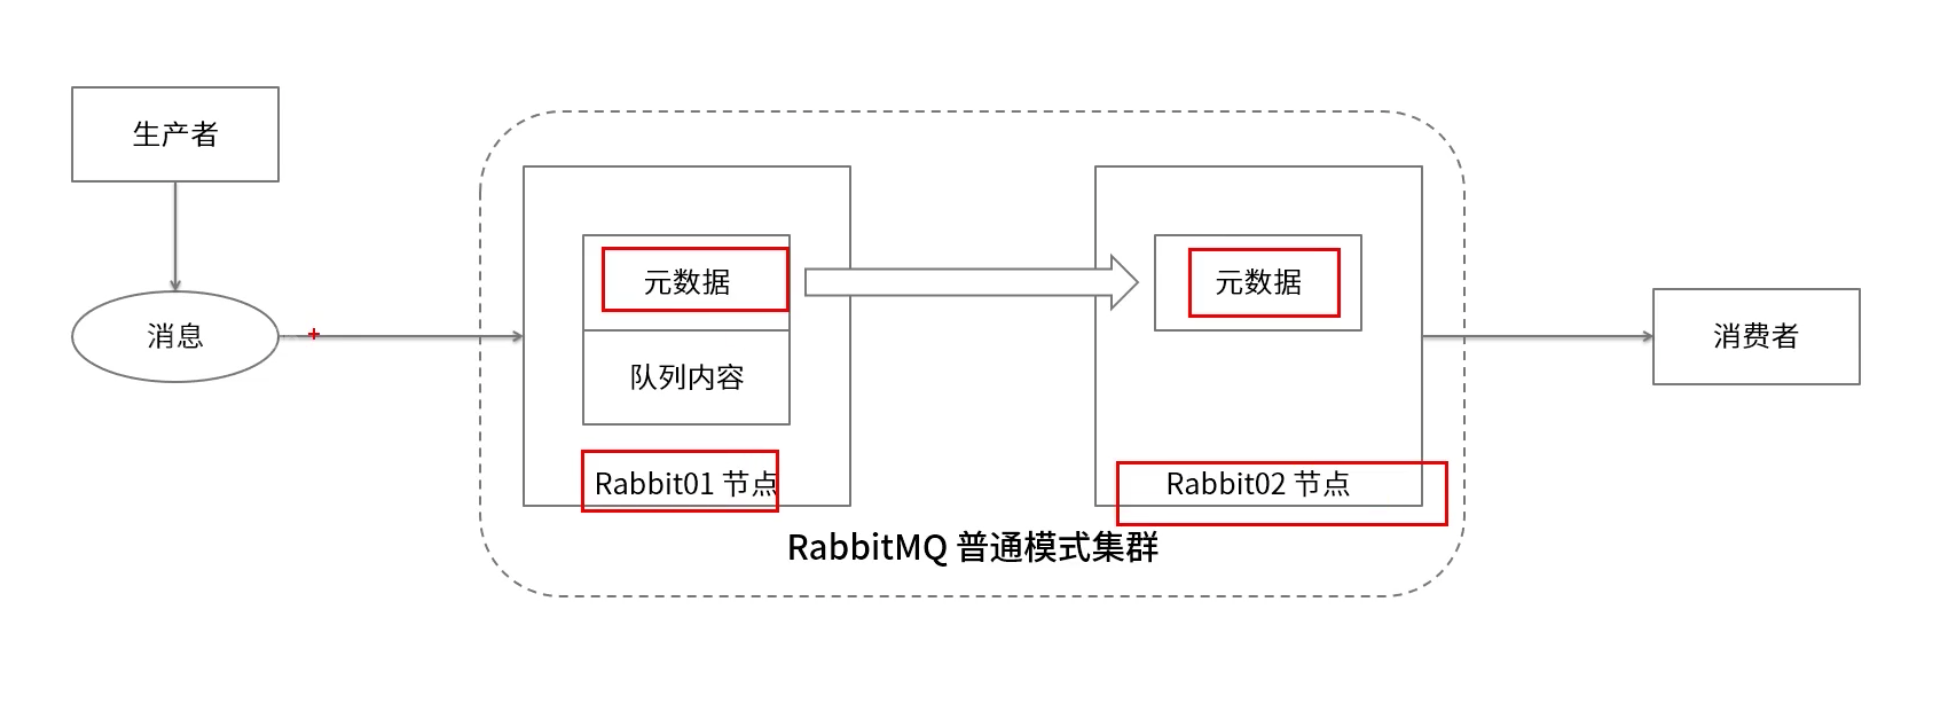 生产者
消息
元数据
队列内容
Rabbit01 节点
元数据
Rabbit02 节点
消费者
RabbitMQ 普通模式集群